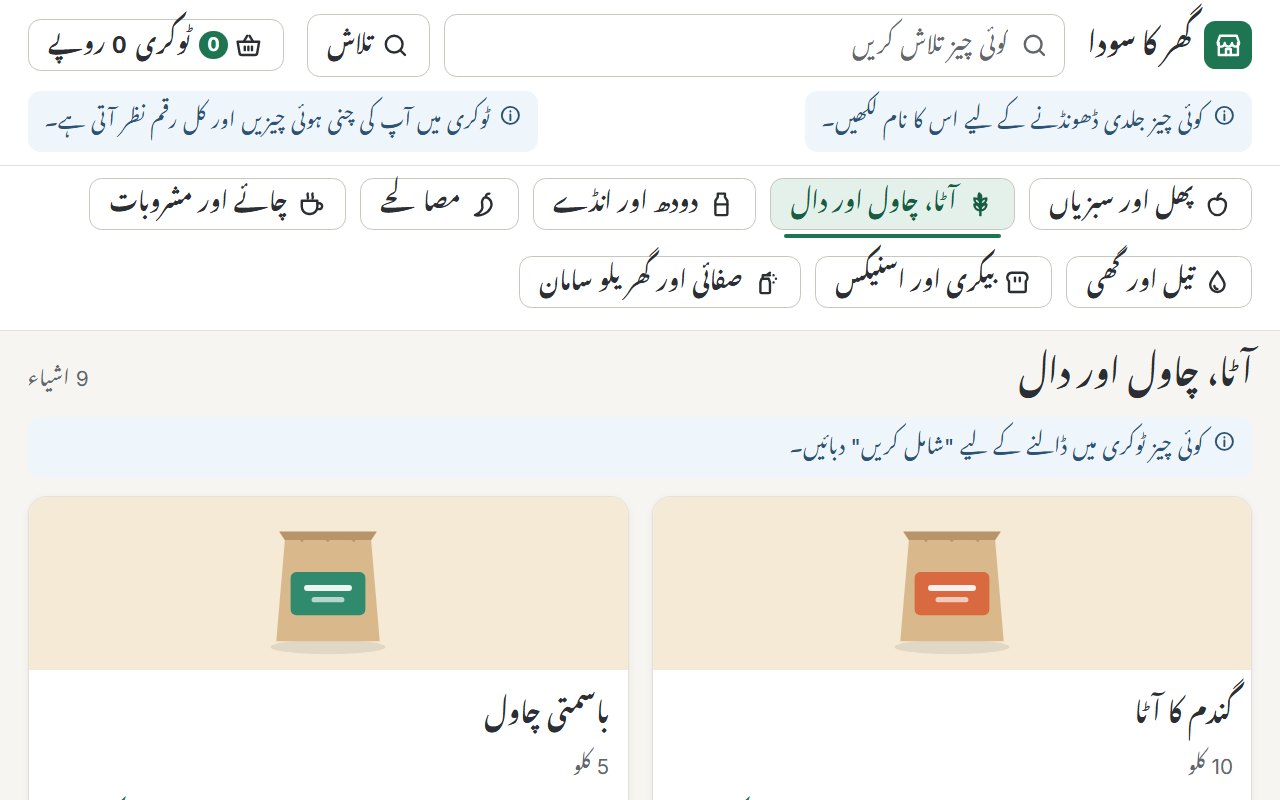 گھر کا سودا
کوئی چیز تلاش کریں
تلاش
0 ٹوکری 0 روپے
کوئی چیز جلدی ڈھونڈنے کے لیے اس کا نام لکھیں۔
ٹوکری میں آپ کی چنی ہوئی چیزیں اور کل رقم نظر آتی ہے۔
پھل اور سبزیاں
آٹا، چاول اور دال
دودھ اور انڈے
مصالحے
چائے اور مشروبات
تیل اور گھی
بیکری اور اسنیکس
صفائی اور گھریلو سامان
آٹا، چاول اور دال
9 اشیاء
کوئی چیز ٹوکری میں ڈالنے کے لیے "شامل کریں" دبائیں۔
گندم کا آٹا
10 کلو
باسمتی چاول
5 کلو